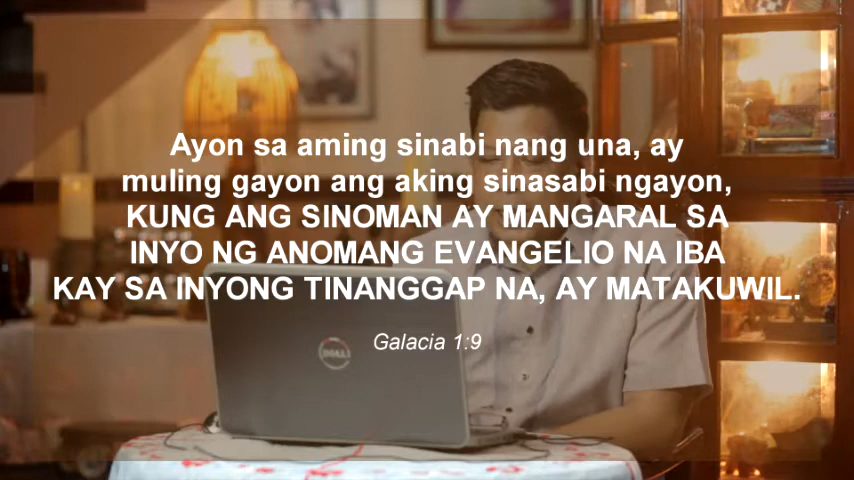 Ayon sa aming sinabi nang una, ay
muling gayon ang aking sinasabi ngayon,
KUNG ANG SINOMAN AY MANGARAL SA
INYO NG ANOMANG EVANGELIO NA IBA
KAY SA INYONG TINANGGAP NA, AY MATAKUWIL.
Galacia 1:9
DELL